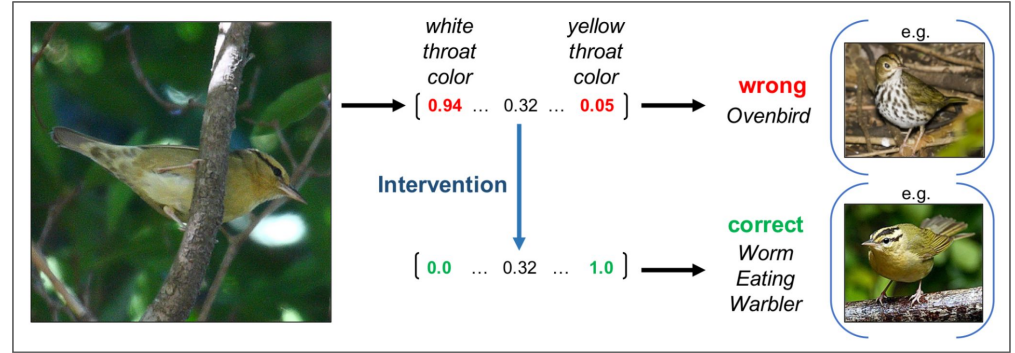 white
throat
color
yellow
throat
color
[ 0.94 … 0.32 … 0.05 ]
wrong
Ovenbird
e.g.
Intervention
[ 0.0 … 0.32 … 1.0 ]
correct
Worm
Eating
Warbler
e.g.